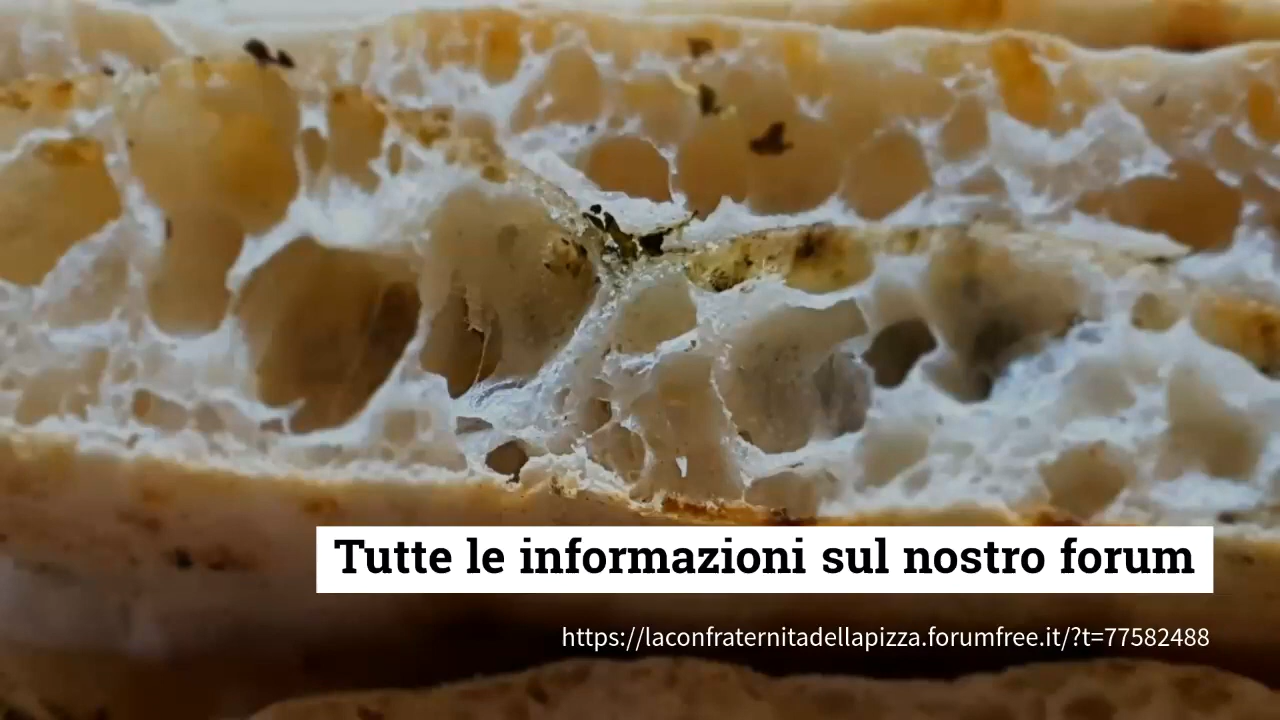 Tutte le informazioni sul nostro forum
https://laconfraternitadellapizza.forumfree.it/?t=77582488